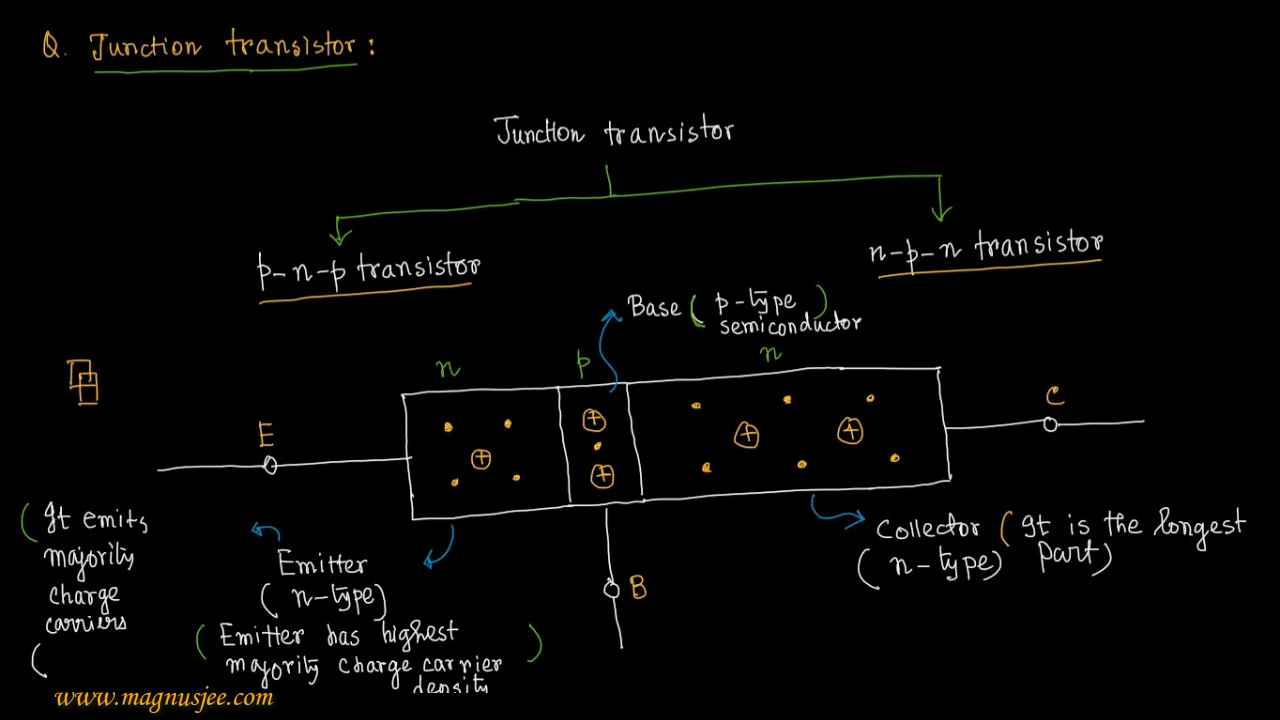 Q. Junction transistor :
Junction transistor
p-n-p transistor
n-p-n transistor
Base ( p-type )
semiconductor
n
p
n
E
C
B
( It emits
majority
charge
carriers
(
Emitter
( n-type)
( Emitter has highest )
majority charge carrier
density
Collector ( It is the longest
( n-type) part)
www.magnusjee.com